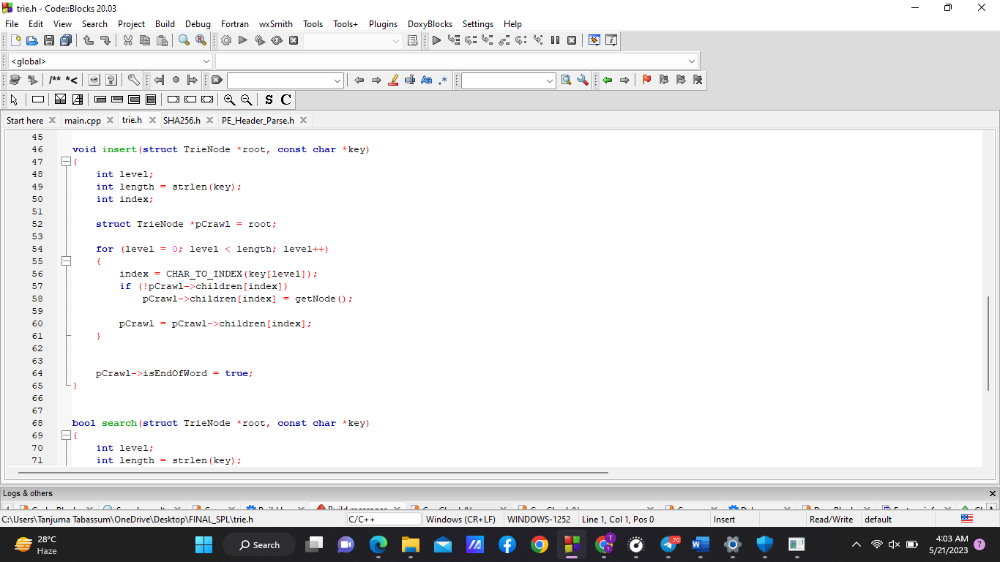 trie.h - Code::Blocks 20.03
File Edit View Search Project Build Debug Fortran wxSmith Tools Tools+ Plugins DoxyBlocks Settings Help
<global>
/** *<
Aa .*
S C
Start here main.cpp trie.h SHA256.h PE_Header_Parse.h
45
46 void insert(struct TrieNode *root, const char *key)
47 {
48 int level;
49 int length = strlen(key);
50 int index;
51
52 struct TrieNode *pCrawl = root;
53
54 for (level = 0; level < length; level++)
55 {
56 index = CHAR_TO_INDEX(key[level]);
57 if (!pCrawl->children[index])
58 pCrawl->children[index] = getNode();
59
60 pCrawl = pCrawl->children[index];
61 }
62
63
64 pCrawl->isEndOfWord = true;
65 }
66
67
68 bool search(struct TrieNode *root, const char *key)
69 {
70 int level;
71 int length = strlen(key);
Logs & others
C:\Users\Tanjuma Tabassum\OneDrive\Desktop\FINAL_SPL\trie.h C/C++ Windows (CR+LF) WINDOWS-1252 Line 1, Col 1, Pos 0 Insert Read/Write default
28°C
Haze
Search
70
4:03 AM
5/21/2023
7